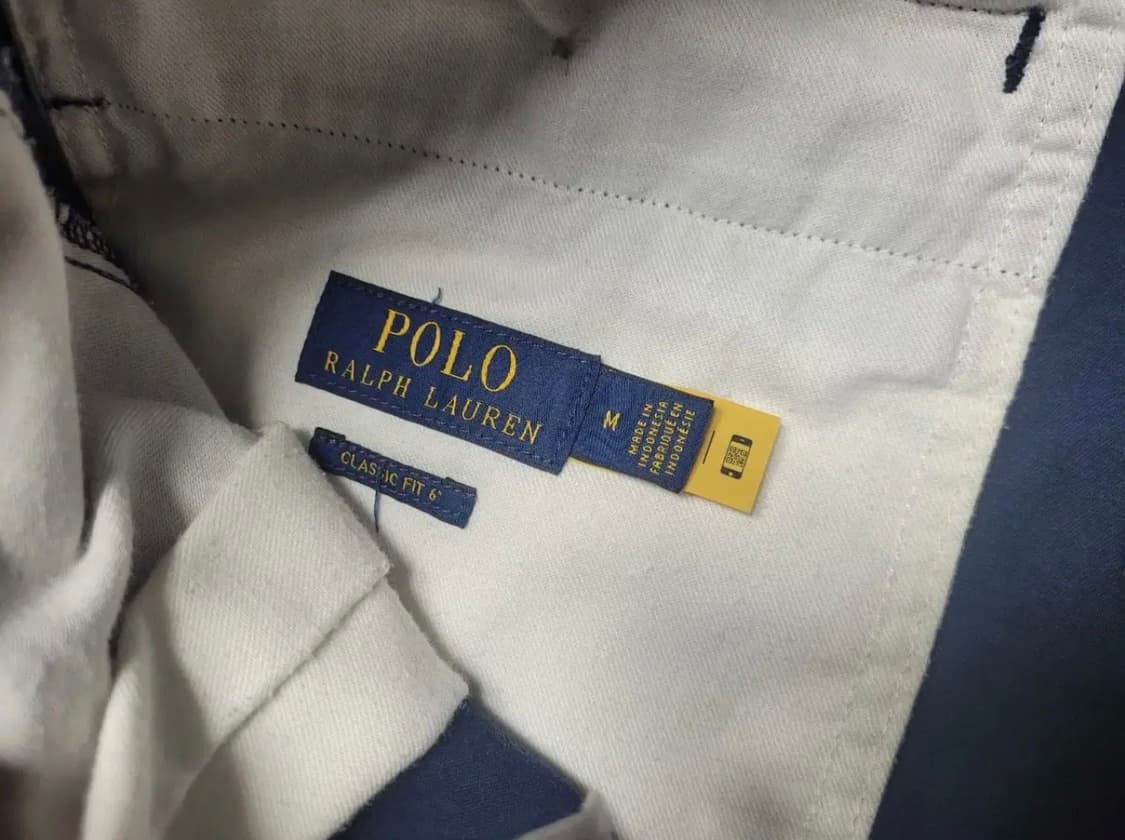 POLO
RALPH LAUREN
M
MADE IN
INDONESIA
FABRIQUÉ EN
INDONÉSIE
CLASSIC FIT 6"